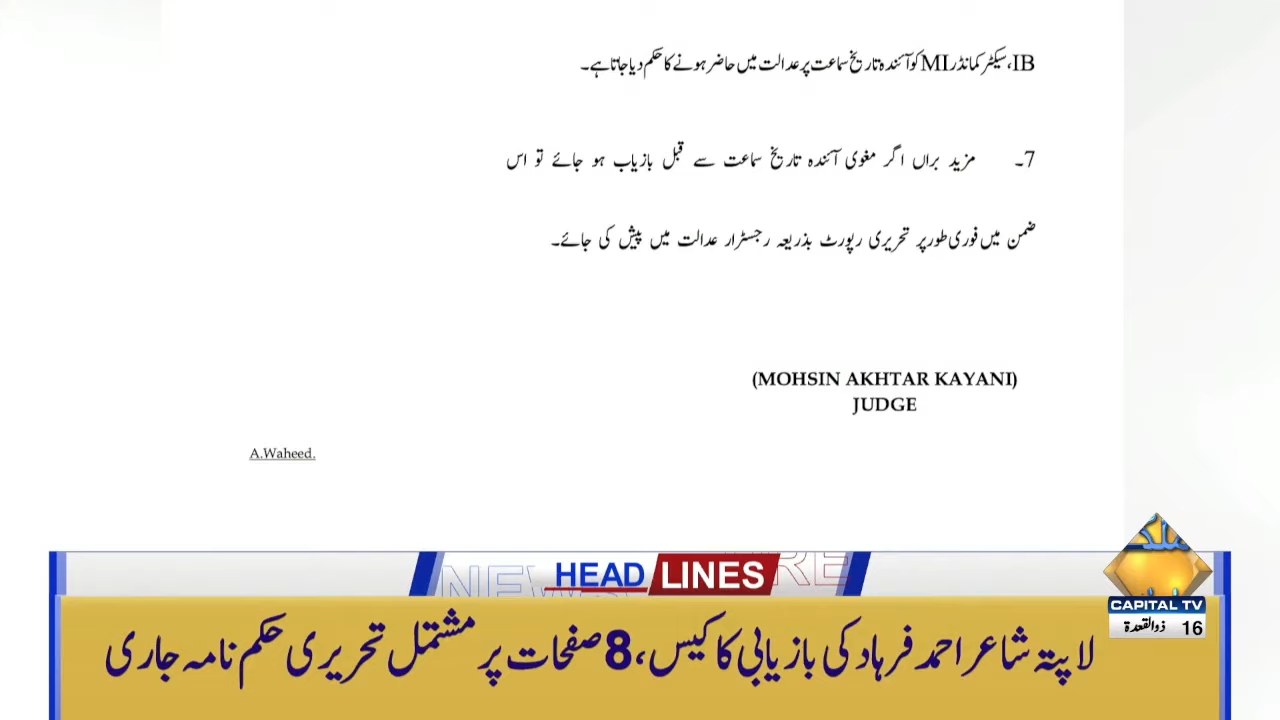 IB، سیکٹر کمانڈر MI کو آئندہ تاریخ سماعت پر عدالت میں حاضر ہونے کا حکم دیا جاتا ہے۔
7۔ مزید براں اگر مغوی آئندہ تاریخ سماعت سے قبل بازیاب ہو جائے تو اس
ضمن میں فوری طور پر تحریری رپورٹ بذریعہ رجسٹرار عدالت میں پیش کی جائے۔
(MOHSIN AKHTAR KAYANI)
JUDGE
A.Waheed.
HEAD LINES
CAPITAL TV
16 ذوالقعدة
لاپتہ شاعر احمد فرہاد کی بازیابی کا کیس، 8 صفحات پر مشتمل تحریری حکم نامہ جاری